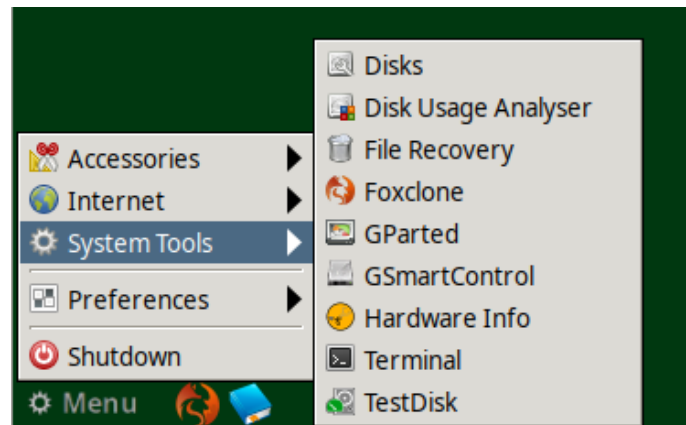 Accessories
Internet
System Tools
Preferences
Shutdown
Menu
Disks
Disk Usage Analyser
File Recovery
Foxclone
GParted
GSmartControl
Hardware Info
Terminal
TestDisk